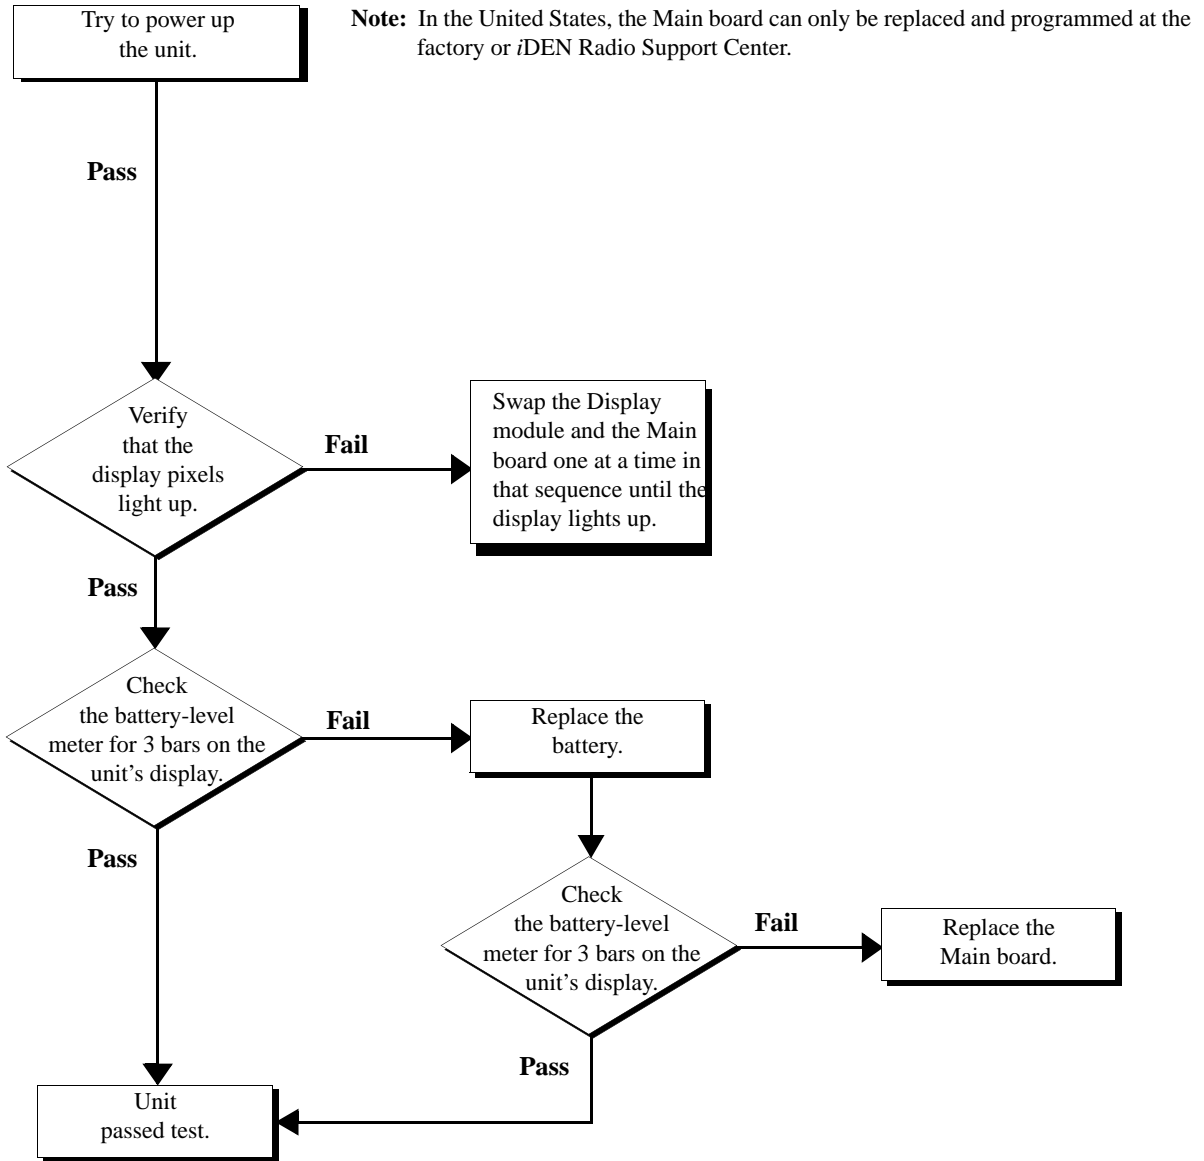 Try to power up
the unit.
Note: In the United States, the Main board can only be replaced and programmed at the
factory or iDEN Radio Support Center.
Pass
Verify
that the
display pixels
light up.
Fail
Swap the Display
module and the Main
board one at a time in
that sequence until the
display lights up.
Pass
Check
the battery-level
meter for 3 bars on the
unit’s display.
Fail
Replace the
battery.
Pass
Check
the battery-level
meter for 3 bars on the
unit’s display.
Fail
Replace the
Main board.
Pass
Unit
passed test.